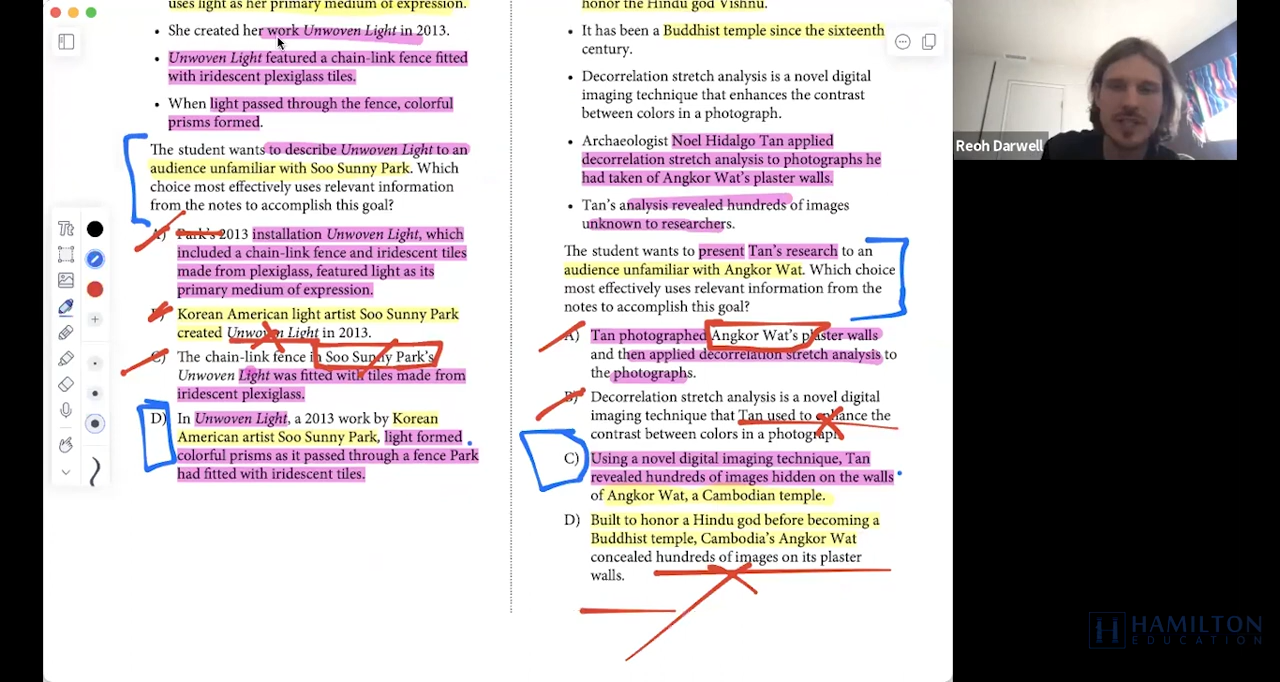 uses light as her primary medium of expression.
• She created her work Unwoven Light in 2013.
• Unwoven Light featured a chain-link fence fitted
with iridescent plexiglass tiles.
• When light passed through the fence, colorful
prisms formed.
The student wants to describe Unwoven Light to an
audience unfamiliar with Soo Sunny Park. Which
choice most effectively uses relevant information
from the notes to accomplish this goal?
A) Park's 2013 installation Unwoven Light, which
included a chain-link fence and iridescent tiles
made from plexiglass, featured light as its
primary medium of expression.
B) Korean American light artist Soo Sunny Park
created Unwoven Light in 2013.
C) The chain-link fence in Soo Sunny Park's
Unwoven Light was fitted with tiles made from
iridescent plexiglass.
D) In Unwoven Light, a 2013 work by Korean
American artist Soo Sunny Park, light formed
colorful prisms as it passed through a fence Park
had fitted with iridescent tiles.
honor the Hindu god Vishnu.
• It has been a Buddhist temple since the sixteenth
century.
• Decorrelation stretch analysis is a novel digital
imaging technique that enhances the contrast
between colors in a photograph.
• Archaeologist Noel Hidalgo Tan applied
decorrelation stretch analysis to photographs he
had taken of Angkor Wat's plaster walls.
• Tan's analysis revealed hundreds of images
unknown to researchers.
The student wants to present Tan's research to an
audience unfamiliar with Angkor Wat. Which choice
most effectively uses relevant information from the
notes to accomplish this goal?
A) Tan photographed Angkor Wat's plaster walls
and then applied decorrelation stretch analysis to
the photographs.
B) Decorrelation stretch analysis is a novel digital
imaging technique that Tan used to enhance the
contrast between colors in a photograph.
C) Using a novel digital imaging technique, Tan
revealed hundreds of images hidden on the walls
of Angkor Wat, a Cambodian temple.
D) Built to honor a Hindu god before becoming a
Buddhist temple, Cambodia's Angkor Wat
concealed hundreds of images on its plaster
walls.
Reoh Darwell
HAMILTON
EDUCATION